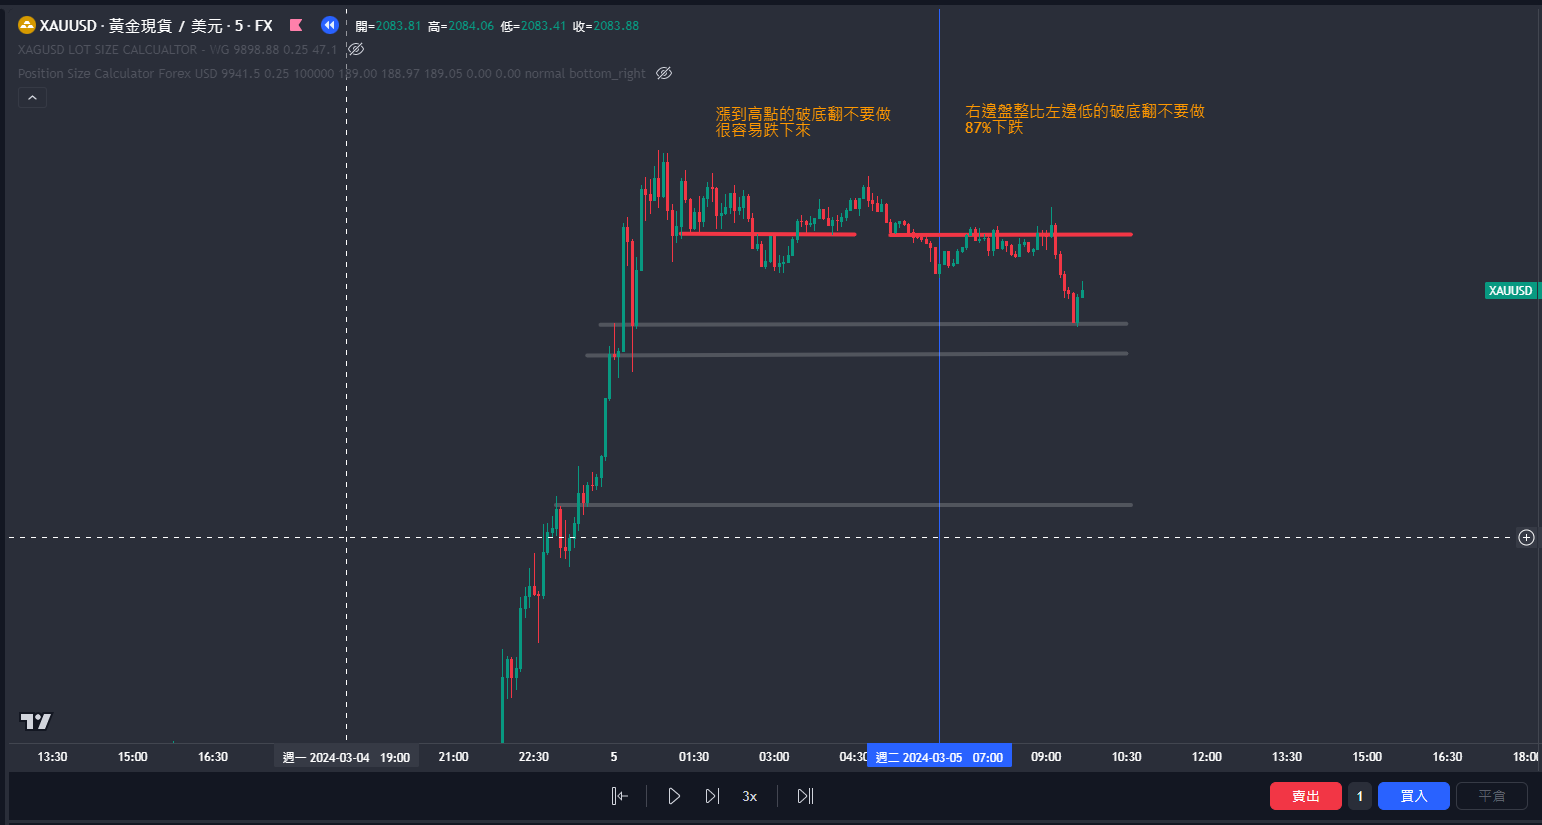 XAUUSD · 黃金現貨 / 美元 · 5 · FX 開=2083.81 高=2084.06 低=2083.41 收=2083.88
XAGUSD LOT SIZE CALCUALTOR - WG 9898.88 0.25 47.1
Position Size Calculator Forex USD 9941.5 0.25 100000 189.00 188.97 189.05 0.00 0.00 normal bottom_right
漲到高點的破底翻不要做
很容易跌下來
右邊盤整比左邊低的破底翻不要做
87%下跌
XAUUSD
13:30 15:00 16:30 週一 2024-03-04 19:00 21:00 22:30 5 01:30 03:00 04:30 週二 2024-03-05 07:00 09:00 10:30 12:00 13:30 15:00 16:30 18:00
3x
賣出 1 買入 平倉